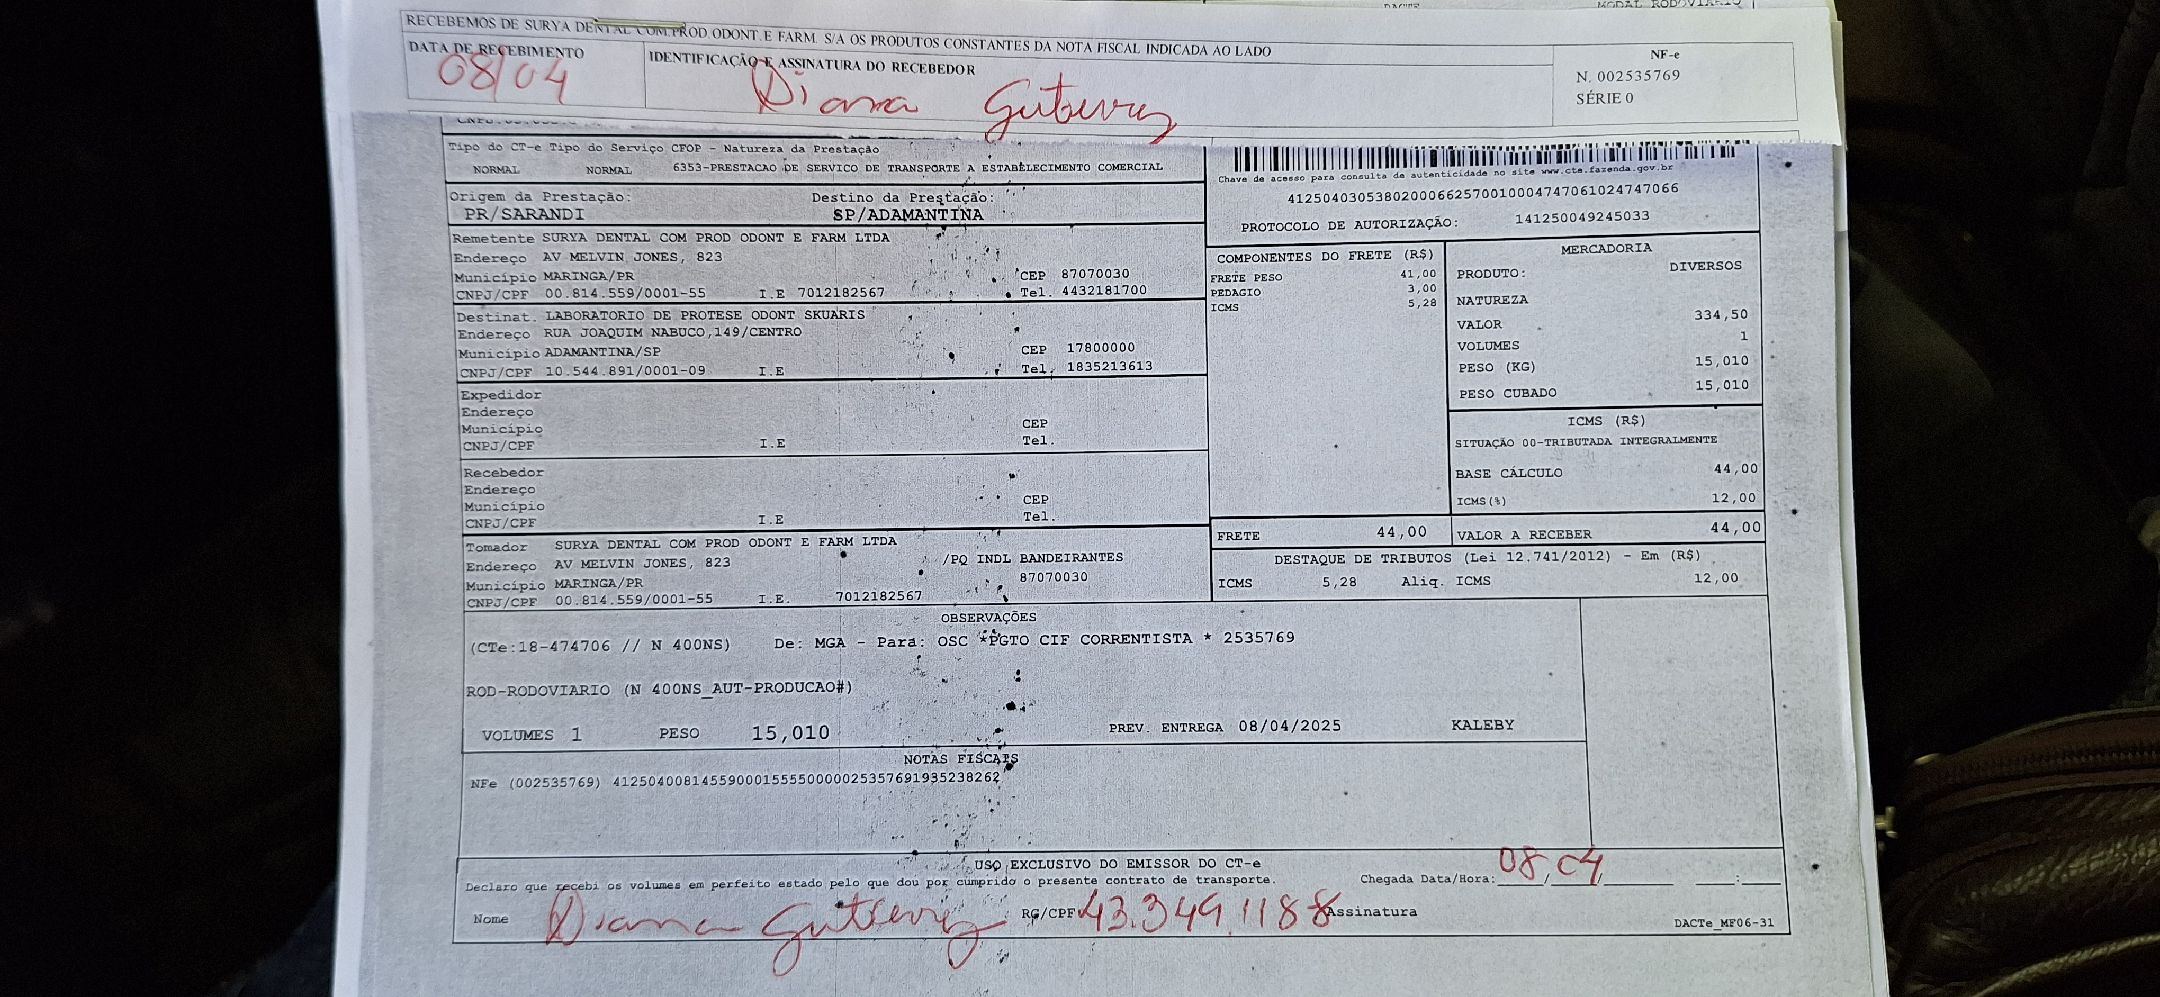 DACTE
MODAL RODOVIÁRIO
RECEBEMOS DE SURYA DENTAL COM.PROD.ODONT.E FARM. S/A OS PRODUTOS CONSTANTES DA NOTA FISCAL INDICADA AO LADO
DATA DE RECEBIMENTO
08/04
IDENTIFICAÇÃO E ASSINATURA DO RECEBEDOR
Diana Gutierrez
NF-e
N. 002535769
SÉRIE 0
Tipo do CT-e Tipo do Serviço CFOP - Natureza da Prestação
NORMAL NORMAL 6353-PRESTACAO DE SERVICO DE TRANSPORTE A ESTABELECIMENTO COMERCIAL
Chave de acesso para consulta de autenticidade no site www.cte.fazenda.gov.br
41250403053802000662570010004747061024747066
PROTOCOLO DE AUTORIZAÇÃO: 141250049245033
Origem da Prestação: Destino da Prestação:
PR/SARANDI SP/ADAMANTINA
Remetente SURYA DENTAL COM PROD ODONT E FARM LTDA
Endereço AV MELVIN JONES, 823
Município MARINGA/PR CEP 87070030
CNPJ/CPF 00.814.559/0001-55 I.E 7012182567 Tel. 4432181700
Destinat. LABORATORIO DE PROTESE ODONT SKUARIS
Endereço RUA JOAQUIM NABUCO,149/CENTRO
Município ADAMANTINA/SP CEP 17800000
CNPJ/CPF 10.544.891/0001-09 I.E Tel. 1835213613
Expedidor
Endereço
Município CEP
CNPJ/CPF I.E Tel.
Recebedor
Endereço
Município CEP
CNPJ/CPF I.E Tel.
Tomador SURYA DENTAL COM PROD ODONT E FARM LTDA
Endereço AV MELVIN JONES, 823 /PQ INDL BANDEIRANTES
Município MARINGA/PR 87070030
CNPJ/CPF 00.814.559/0001-55 I.E. 7012182567
COMPONENTES DO FRETE (R$)
FRETE PESO 41,00
PEDAGIO 3,00
ICMS 5,28
MERCADORIA
PRODUTO: DIVERSOS
NATUREZA
VALOR 334,50
VOLUMES 1
PESO (KG) 15,010
PESO CUBADO 15,010
ICMS (R$)
SITUAÇÃO 00-TRIBUTADA INTEGRALMENTE
BASE CÁLCULO 44,00
ICMS(%) 12,00
FRETE 44,00 VALOR A RECEBER 44,00
DESTAQUE DE TRIBUTOS (Lei 12.741/2012) - Em (R$)
ICMS 5,28 Aliq. ICMS 12,00
OBSERVAÇÕES
(CTe:18-474706 // N 400NS) De: MGA - Para: OSC *PGTO CIF CORRENTISTA * 2535769
ROD-RODOVIARIO (N 400NS_AUT-PRODUCAO#)
VOLUMES 1 PESO 15,010 PREV. ENTREGA 08/04/2025 KALEBY
NOTAS FISCAIS
NFe (002535769) 41250400814559000155550000025357691935238262
USO EXCLUSIVO DO EMISSOR DO CT-e
Declaro que recebi os volumes em perfeito estado pelo que dou por cumprido o presente contrato de transporte. Chegada Data/Hora: 08/04/
Nome Diana Gutierrez RG/CPF 43.349.1188 Assinatura
DACTe_MF06-31